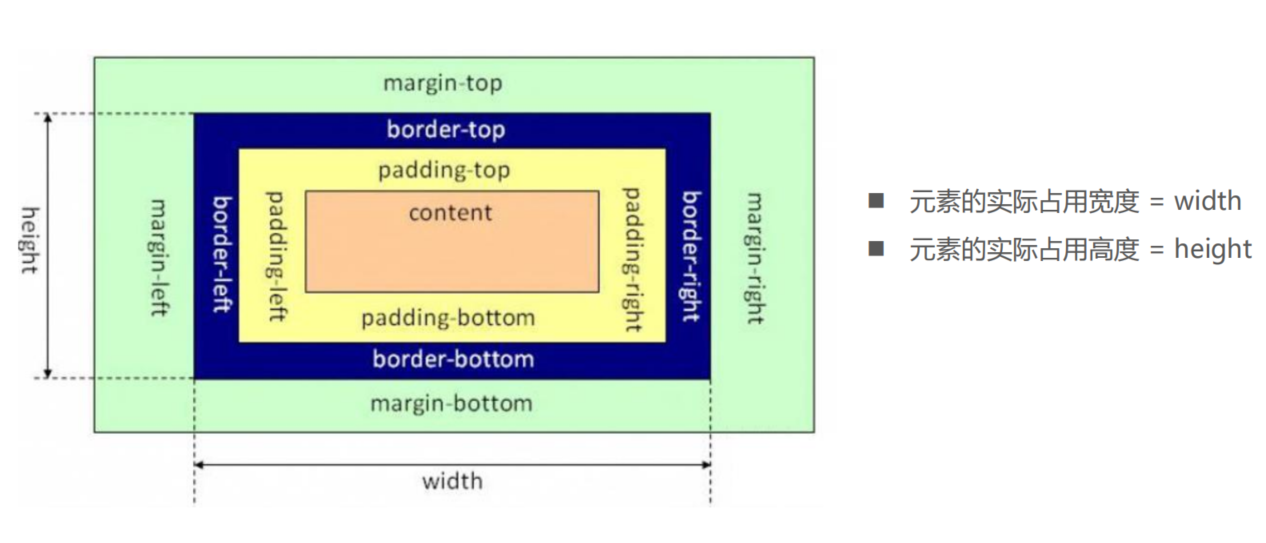 margin-top
border-top
padding-top
content
height
margin-left
border-left
padding-left
padding-right
border-right
margin-right
padding-bottom
border-bottom
margin-bottom
width
■ 元素的实际占用宽度 = width
■ 元素的实际占用高度 = height